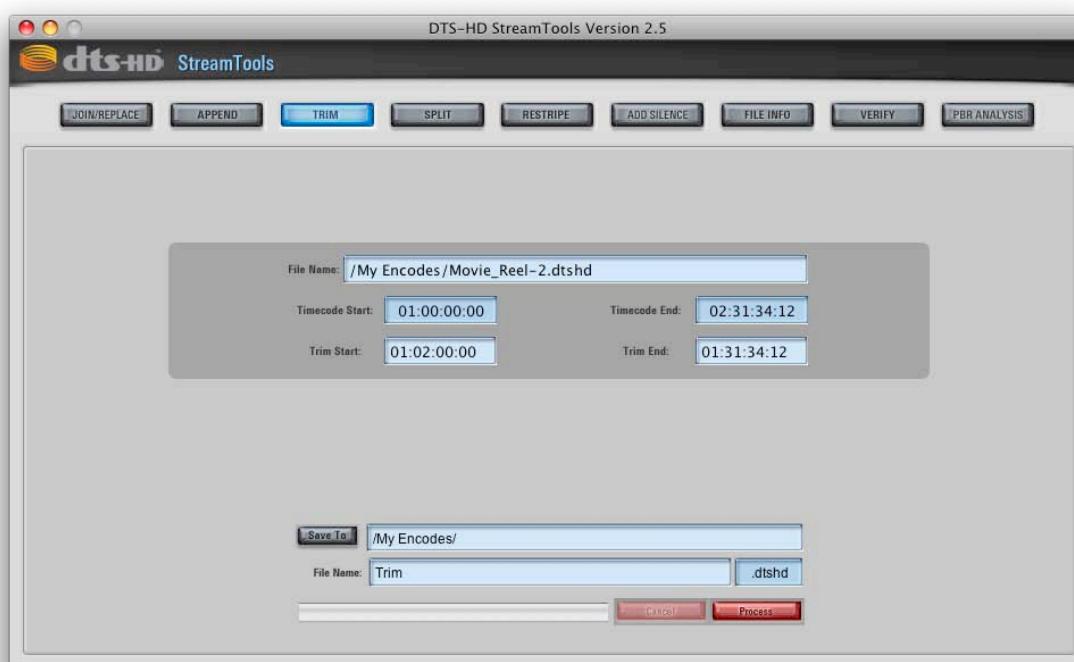 DTS-HD StreamTools Version 2.5
dts-HD StreamTools
JOIN/REPLACE APPEND TRIM SPLIT RESTRIPE ADD SILENCE FILE INFO VERIFY PBR ANALYSIS
File Name: /My Encodes/Movie_Reel-2.dtshd
Timecode Start: 01:00:00:00 Timecode End: 02:31:34:12
Trim Start: 01:02:00:00 Trim End: 01:31:34:12
Save To /My Encodes/
File Name: Trim .dtshd
Cancel Process